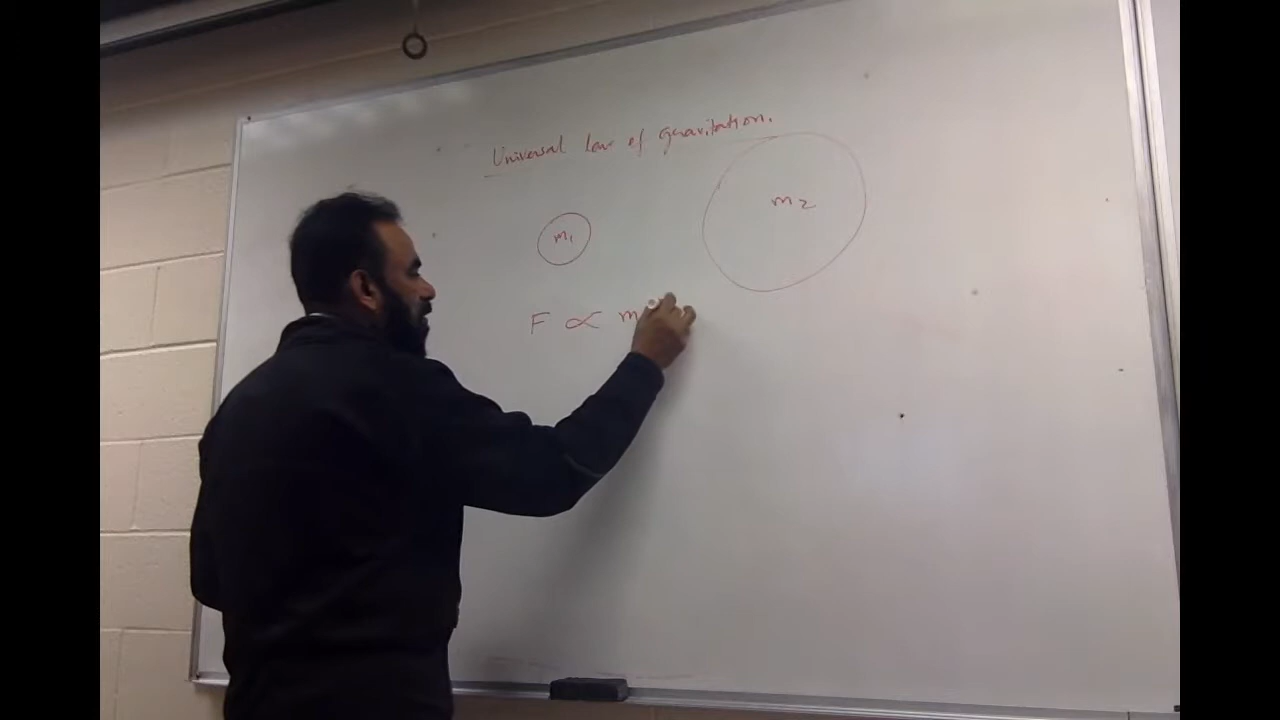 Universal law of gravitation.
m₁
m₂
F ∝ m